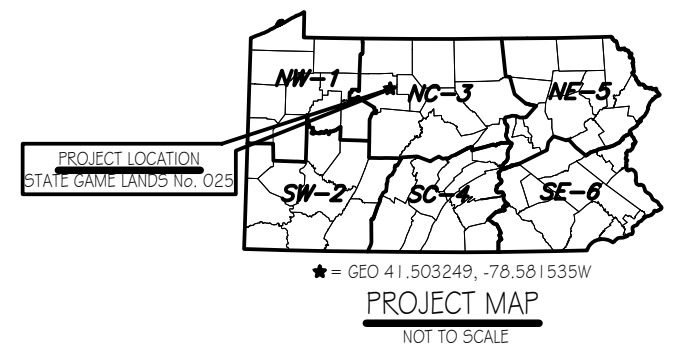 NW-1
NC-3
NE-5
PROJECT LOCATION
STATE GAME LANDS No. 025
SW-2
SC-4
SE-6
★ = GEO 41.503249, -78.581535W
PROJECT MAP
NOT TO SCALE